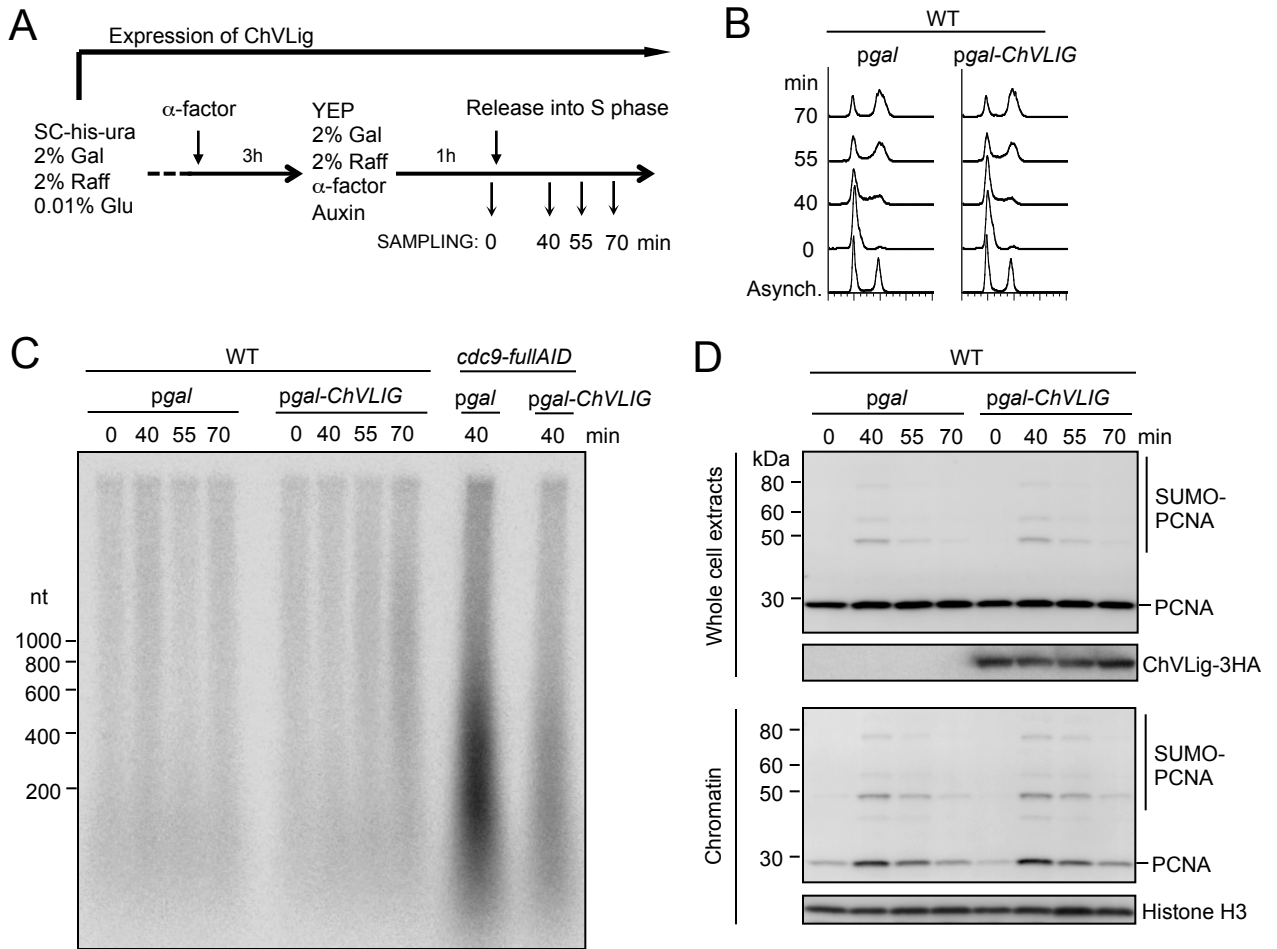 A
Expression of ChVLig
SC-his-ura
2% Gal
2% Raff
0.01% Glu
α-factor
3h
YEP
2% Gal
2% Raff
α-factor
Auxin
1h
Release into S phase
SAMPLING: 0 40 55 70 min
B
WT
pgal pgal-ChVLIG
min
70
55
40
0
Asynch.
C
WT cdc9-fullAID
pgal pgal-ChVLIG pgal pgal-ChVLIG
0 40 55 70 0 40 55 70 40 40 min
nt
1000
800
600
400
200
D
WT
pgal pgal-ChVLIG
0 40 55 70 0 40 55 70 min
Whole cell extracts
kDa
80
60
50
30
SUMO-
PCNA
PCNA
ChVLig-3HA
Chromatin
80
60
50
30
SUMO-
PCNA
PCNA
Histone H3